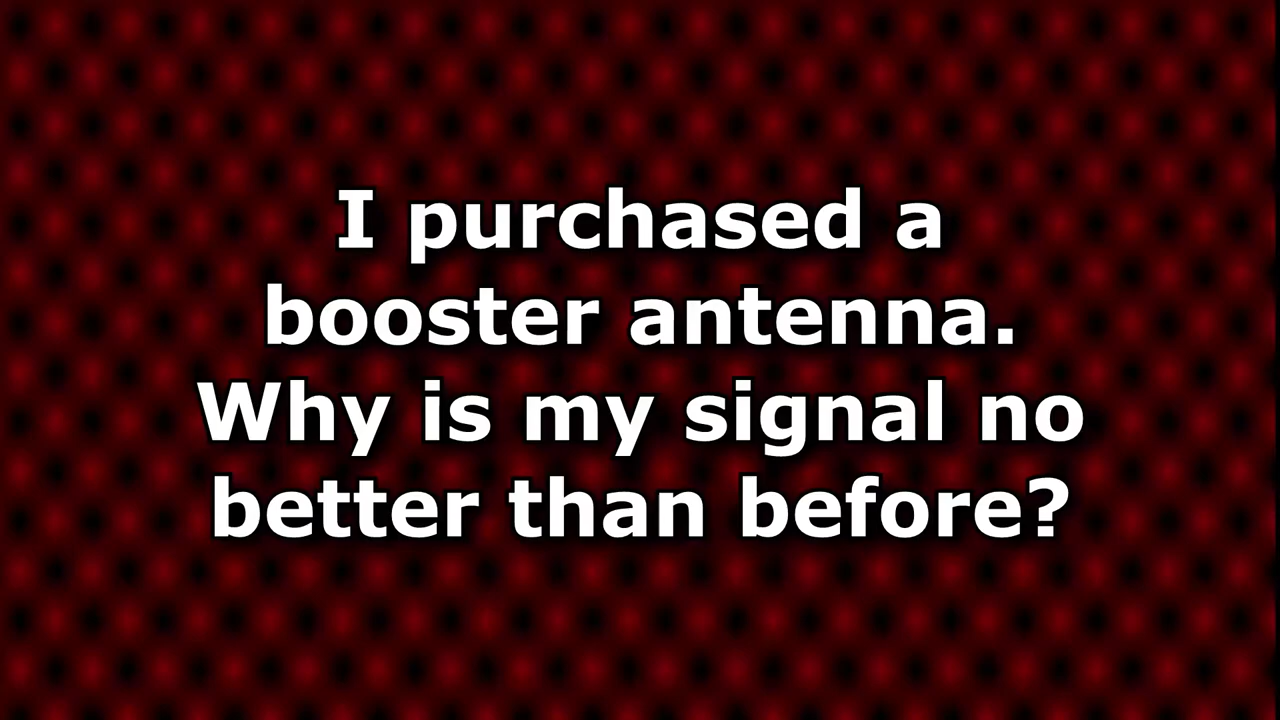 I purchased a
booster antenna.
Why is my signal no
better than before?